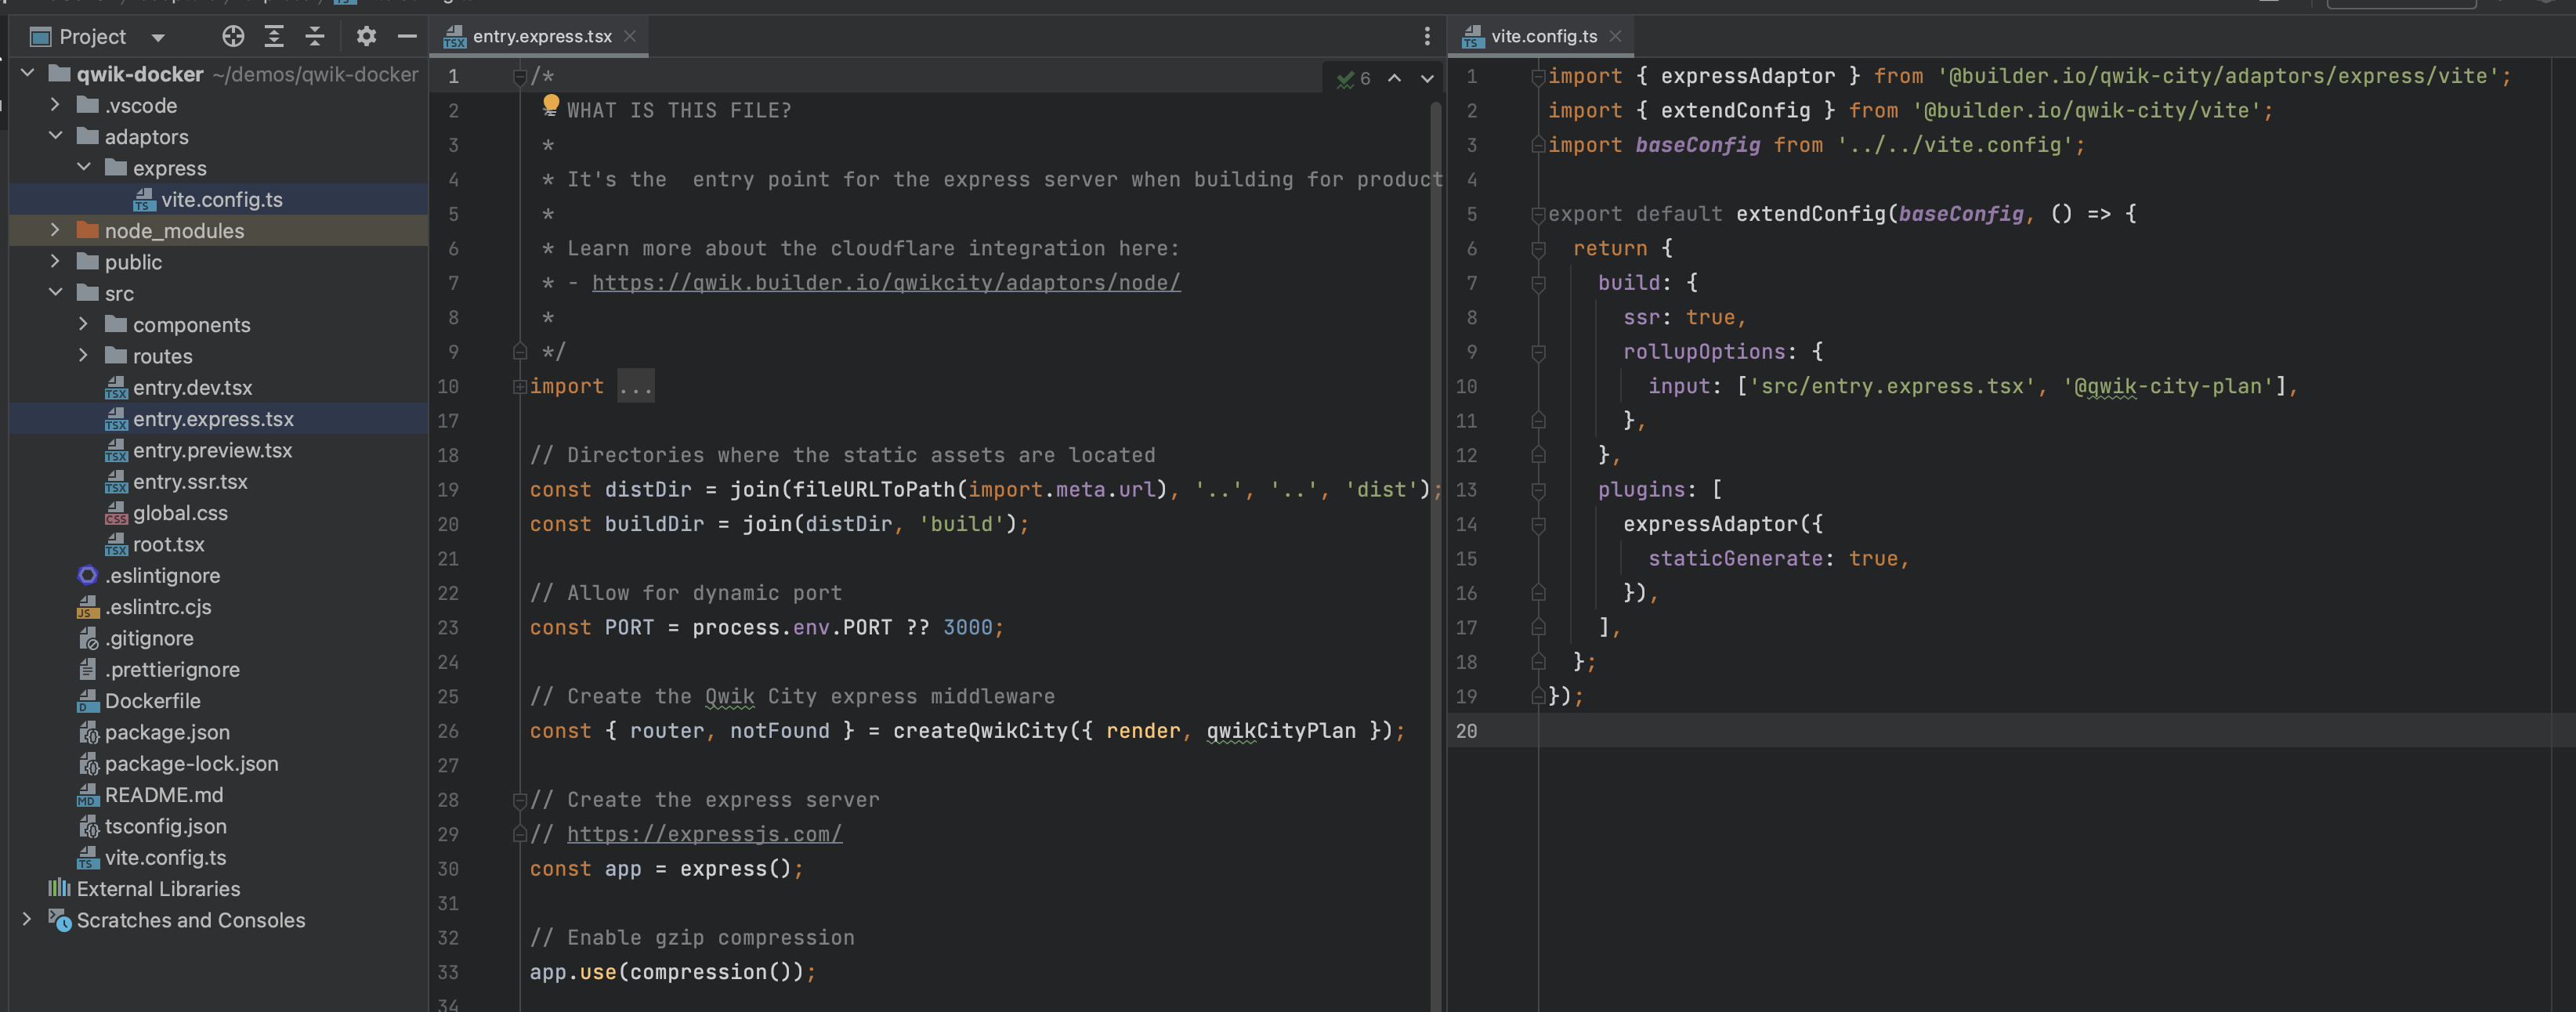 Project
qwik-docker ~/demos/qwik-docker
.vscode
adaptors
express
vite.config.ts
node_modules
public
src
components
routes
entry.dev.tsx
entry.express.tsx
entry.preview.tsx
entry.ssr.tsx
global.css
root.tsx
.eslintignore
.eslintrc.cjs
.gitignore
.prettierignore
Dockerfile
package.json
package-lock.json
README.md
tsconfig.json
vite.config.ts
External Libraries
Scratches and Consoles
entry.express.tsx
6
1 /*
2 WHAT IS THIS FILE?
3 *
4 * It's the  entry point for the express server when building for product
5 *
6 * Learn more about the cloudflare integration here:
7 * - https://qwik.builder.io/qwikcity/adaptors/node/
8 *
9 */
10 import ...
17
18 // Directories where the static assets are located
19 const distDir = join(fileURLToPath(import.meta.url), '..', '..', 'dist');
20 const buildDir = join(distDir, 'build');
21
22 // Allow for dynamic port
23 const PORT = process.env.PORT ?? 3000;
24
25 // Create the Qwik City express middleware
26 const { router, notFound } = createQwikCity({ render, qwikCityPlan });
27
28 // Create the express server
29 // https://expressjs.com/
30 const app = express();
31
32 // Enable gzip compression
33 app.use(compression());
34
vite.config.ts
1 import { expressAdaptor } from '@builder.io/qwik-city/adaptors/express/vite';
2 import { extendConfig } from '@builder.io/qwik-city/vite';
3 import baseConfig from '../../vite.config';
4
5 export default extendConfig(baseConfig, () => {
6 return {
7 build: {
8 ssr: true,
9 rollupOptions: {
10 input: ['src/entry.express.tsx', '@qwik-city-plan'],
11 },
12 },
13 plugins: [
14 expressAdaptor({
15 staticGenerate: true,
16 }),
17 ],
18 };
19 });
20